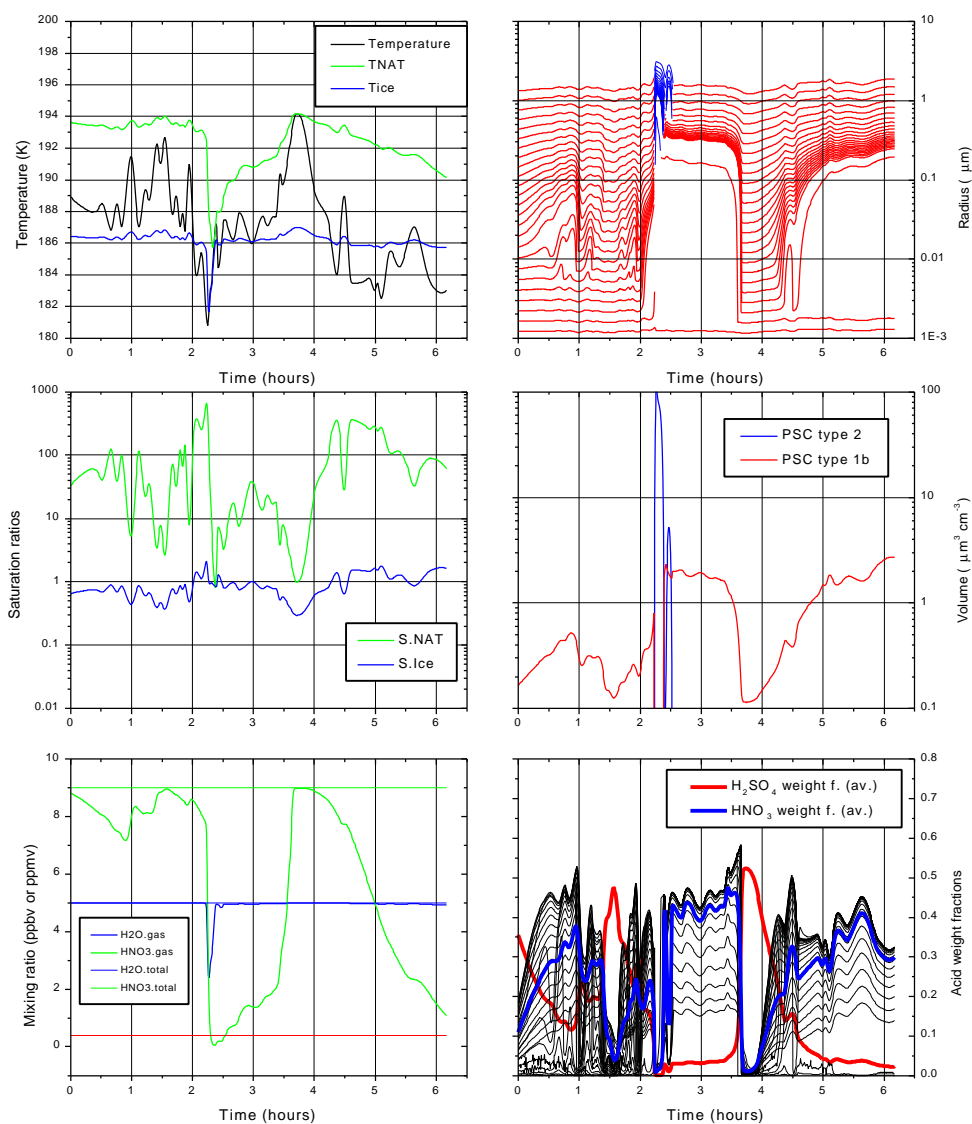 200
198
196
194
192
190
188
186
184
182
180
Temperature (K)
Temperature
TNAT
Tice
0 1 2 3 4 5 6
Time (hours)
10
1
0.1
0.01
1E-3
Radius ( μm)
0 1 2 3 4 5 6
Time (hours)
1000
100
10
1
0.1
0.01
Saturation ratios
S.NAT
S.Ice
0 1 2 3 4 5 6
100
10
1
0.1
Volume ( μm³ cm⁻³)
PSC type 2
PSC type 1b
0 1 2 3 4 5 6
10
8
6
4
2
0
Mixing ratio (ppbv or ppmv)
H2O.gas
HNO3.gas
H2O.total
HNO3.total
0 1 2 3 4 5 6
Time (hours)
0.8
0.7
0.6
0.5
0.4
0.3
0.2
0.1
0.0
Acid weight fractions
H₂SO₄ weight f. (av.)
HNO₃ weight f. (av.)
0 1 2 3 4 5 6
Time (hours)